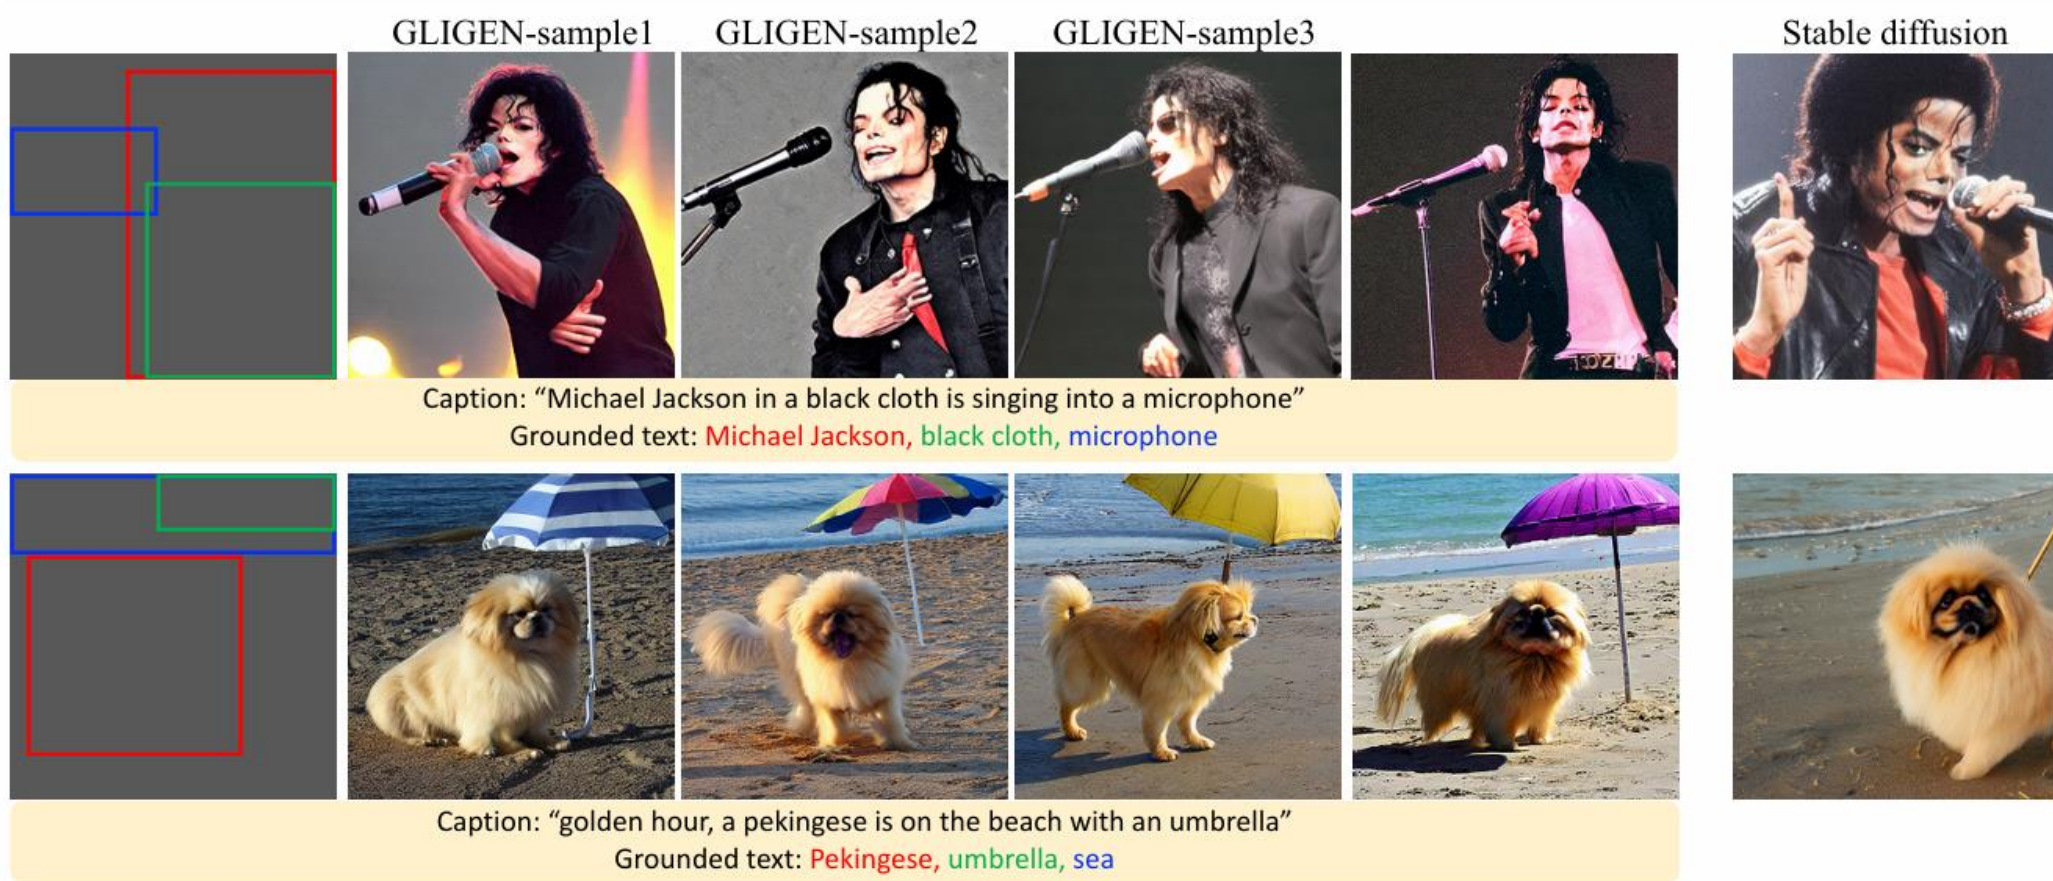 GLIGEN-sample1 GLIGEN-sample2 GLIGEN-sample3 Stable diffusion
Caption: “Michael Jackson in a black cloth is singing into a microphone”
Grounded text: Michael Jackson, black cloth, microphone
Caption: “golden hour, a pekingese is on the beach with an umbrella”
Grounded text: Pekingese, umbrella, sea